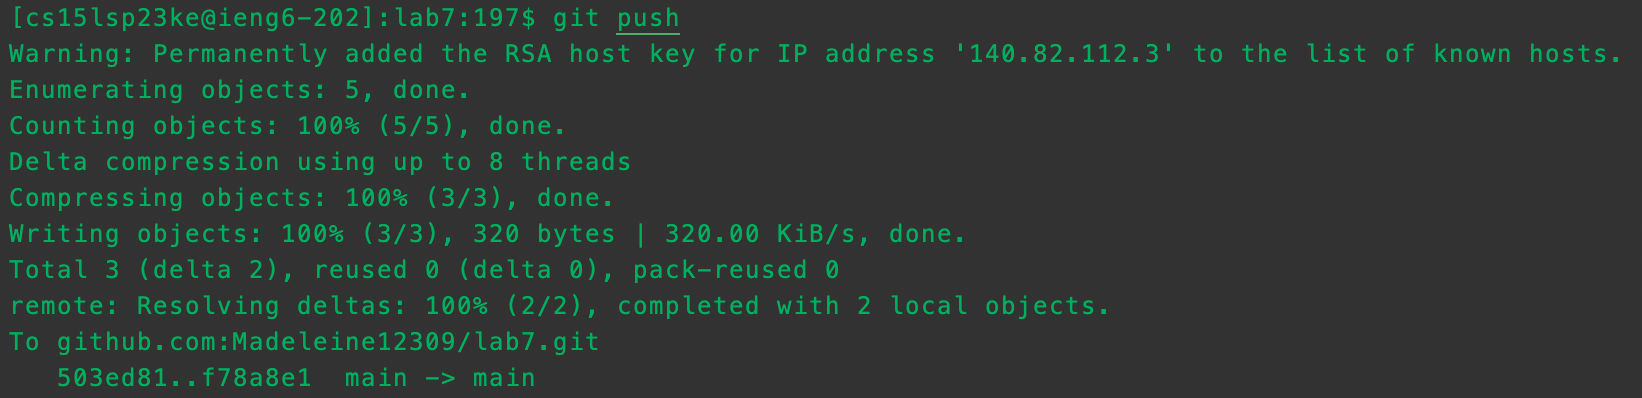 [cs15lsp23ke@ieng6-202]:lab7:197$ git push
Warning: Permanently added the RSA host key for IP address '140.82.112.3' to the list of known hosts.
Enumerating objects: 5, done.
Counting objects: 100% (5/5), done.
Delta compression using up to 8 threads
Compressing objects: 100% (3/3), done.
Writing objects: 100% (3/3), 320 bytes | 320.00 KiB/s, done.
Total 3 (delta 2), reused 0 (delta 0), pack-reused 0
remote: Resolving deltas: 100% (2/2), completed with 2 local objects.
To github.com:Madeleine12309/lab7.git
   503ed81..f78a8e1  main -> main